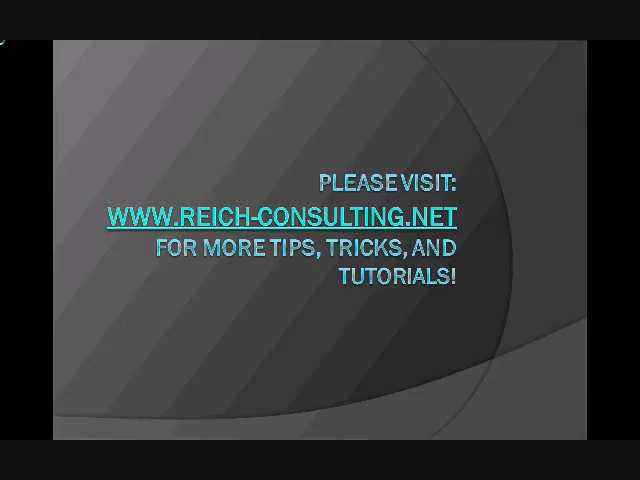 PLEASE VISIT:
WWW.REICH-CONSULTING.NET
FOR MORE TIPS, TRICKS, AND
TUTORIALS!